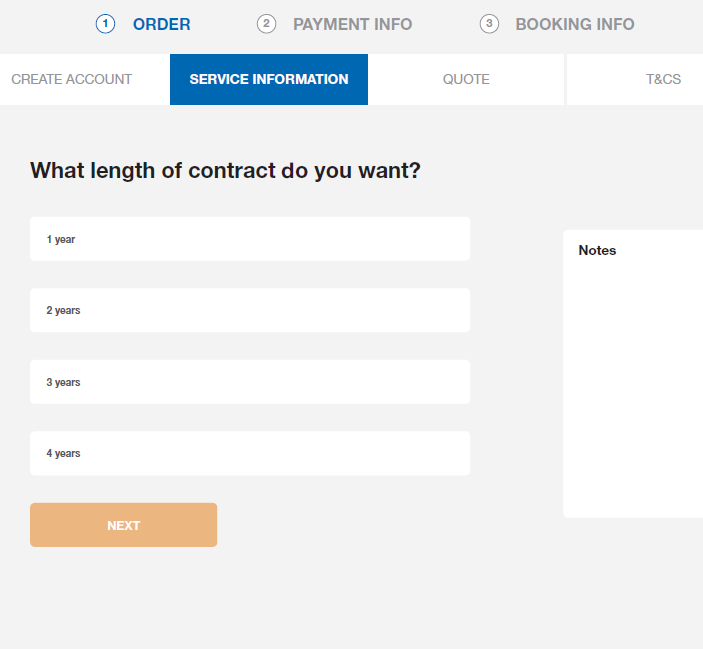 1 ORDER 2 PAYMENT INFO 3 BOOKING INFO
CREATE ACCOUNT SERVICE INFORMATION QUOTE T&CS
What length of contract do you want?
1 year
Notes
2 years
3 years
4 years
NEXT